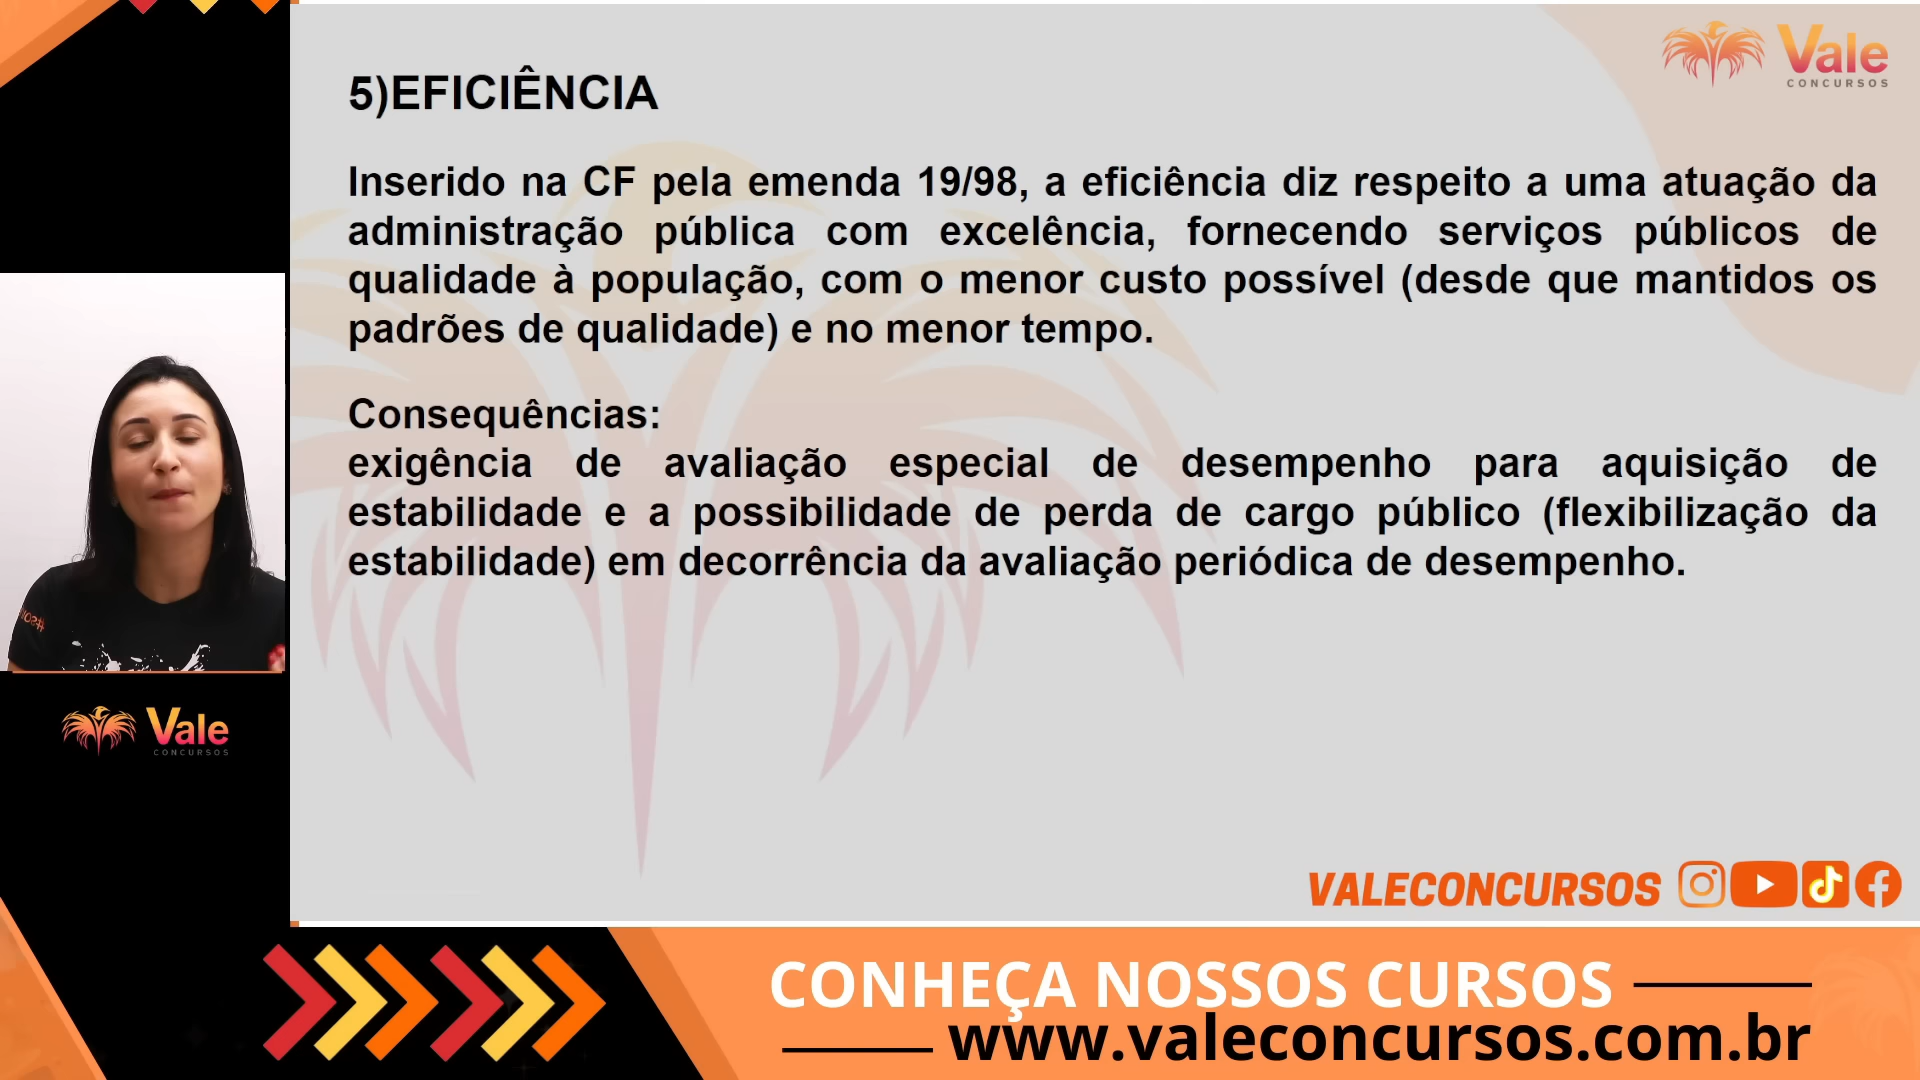 Vale
CONCURSOS
5)EFICIÊNCIA
Inserido na CF pela emenda 19/98, a eficiência diz respeito a uma atuação da
administração pública com excelência, fornecendo serviços públicos de
qualidade à população, com o menor custo possível (desde que mantidos os
padrões de qualidade) e no menor tempo.
Consequências:
exigência de avaliação especial de desempenho para aquisição de
estabilidade e a possibilidade de perda de cargo público (flexibilização da
estabilidade) em decorrência da avaliação periódica de desempenho.
Vale
CONCURSOS
VALECONCURSOS
CONHEÇA NOSSOS CURSOS
www.valeconcursos.com.br